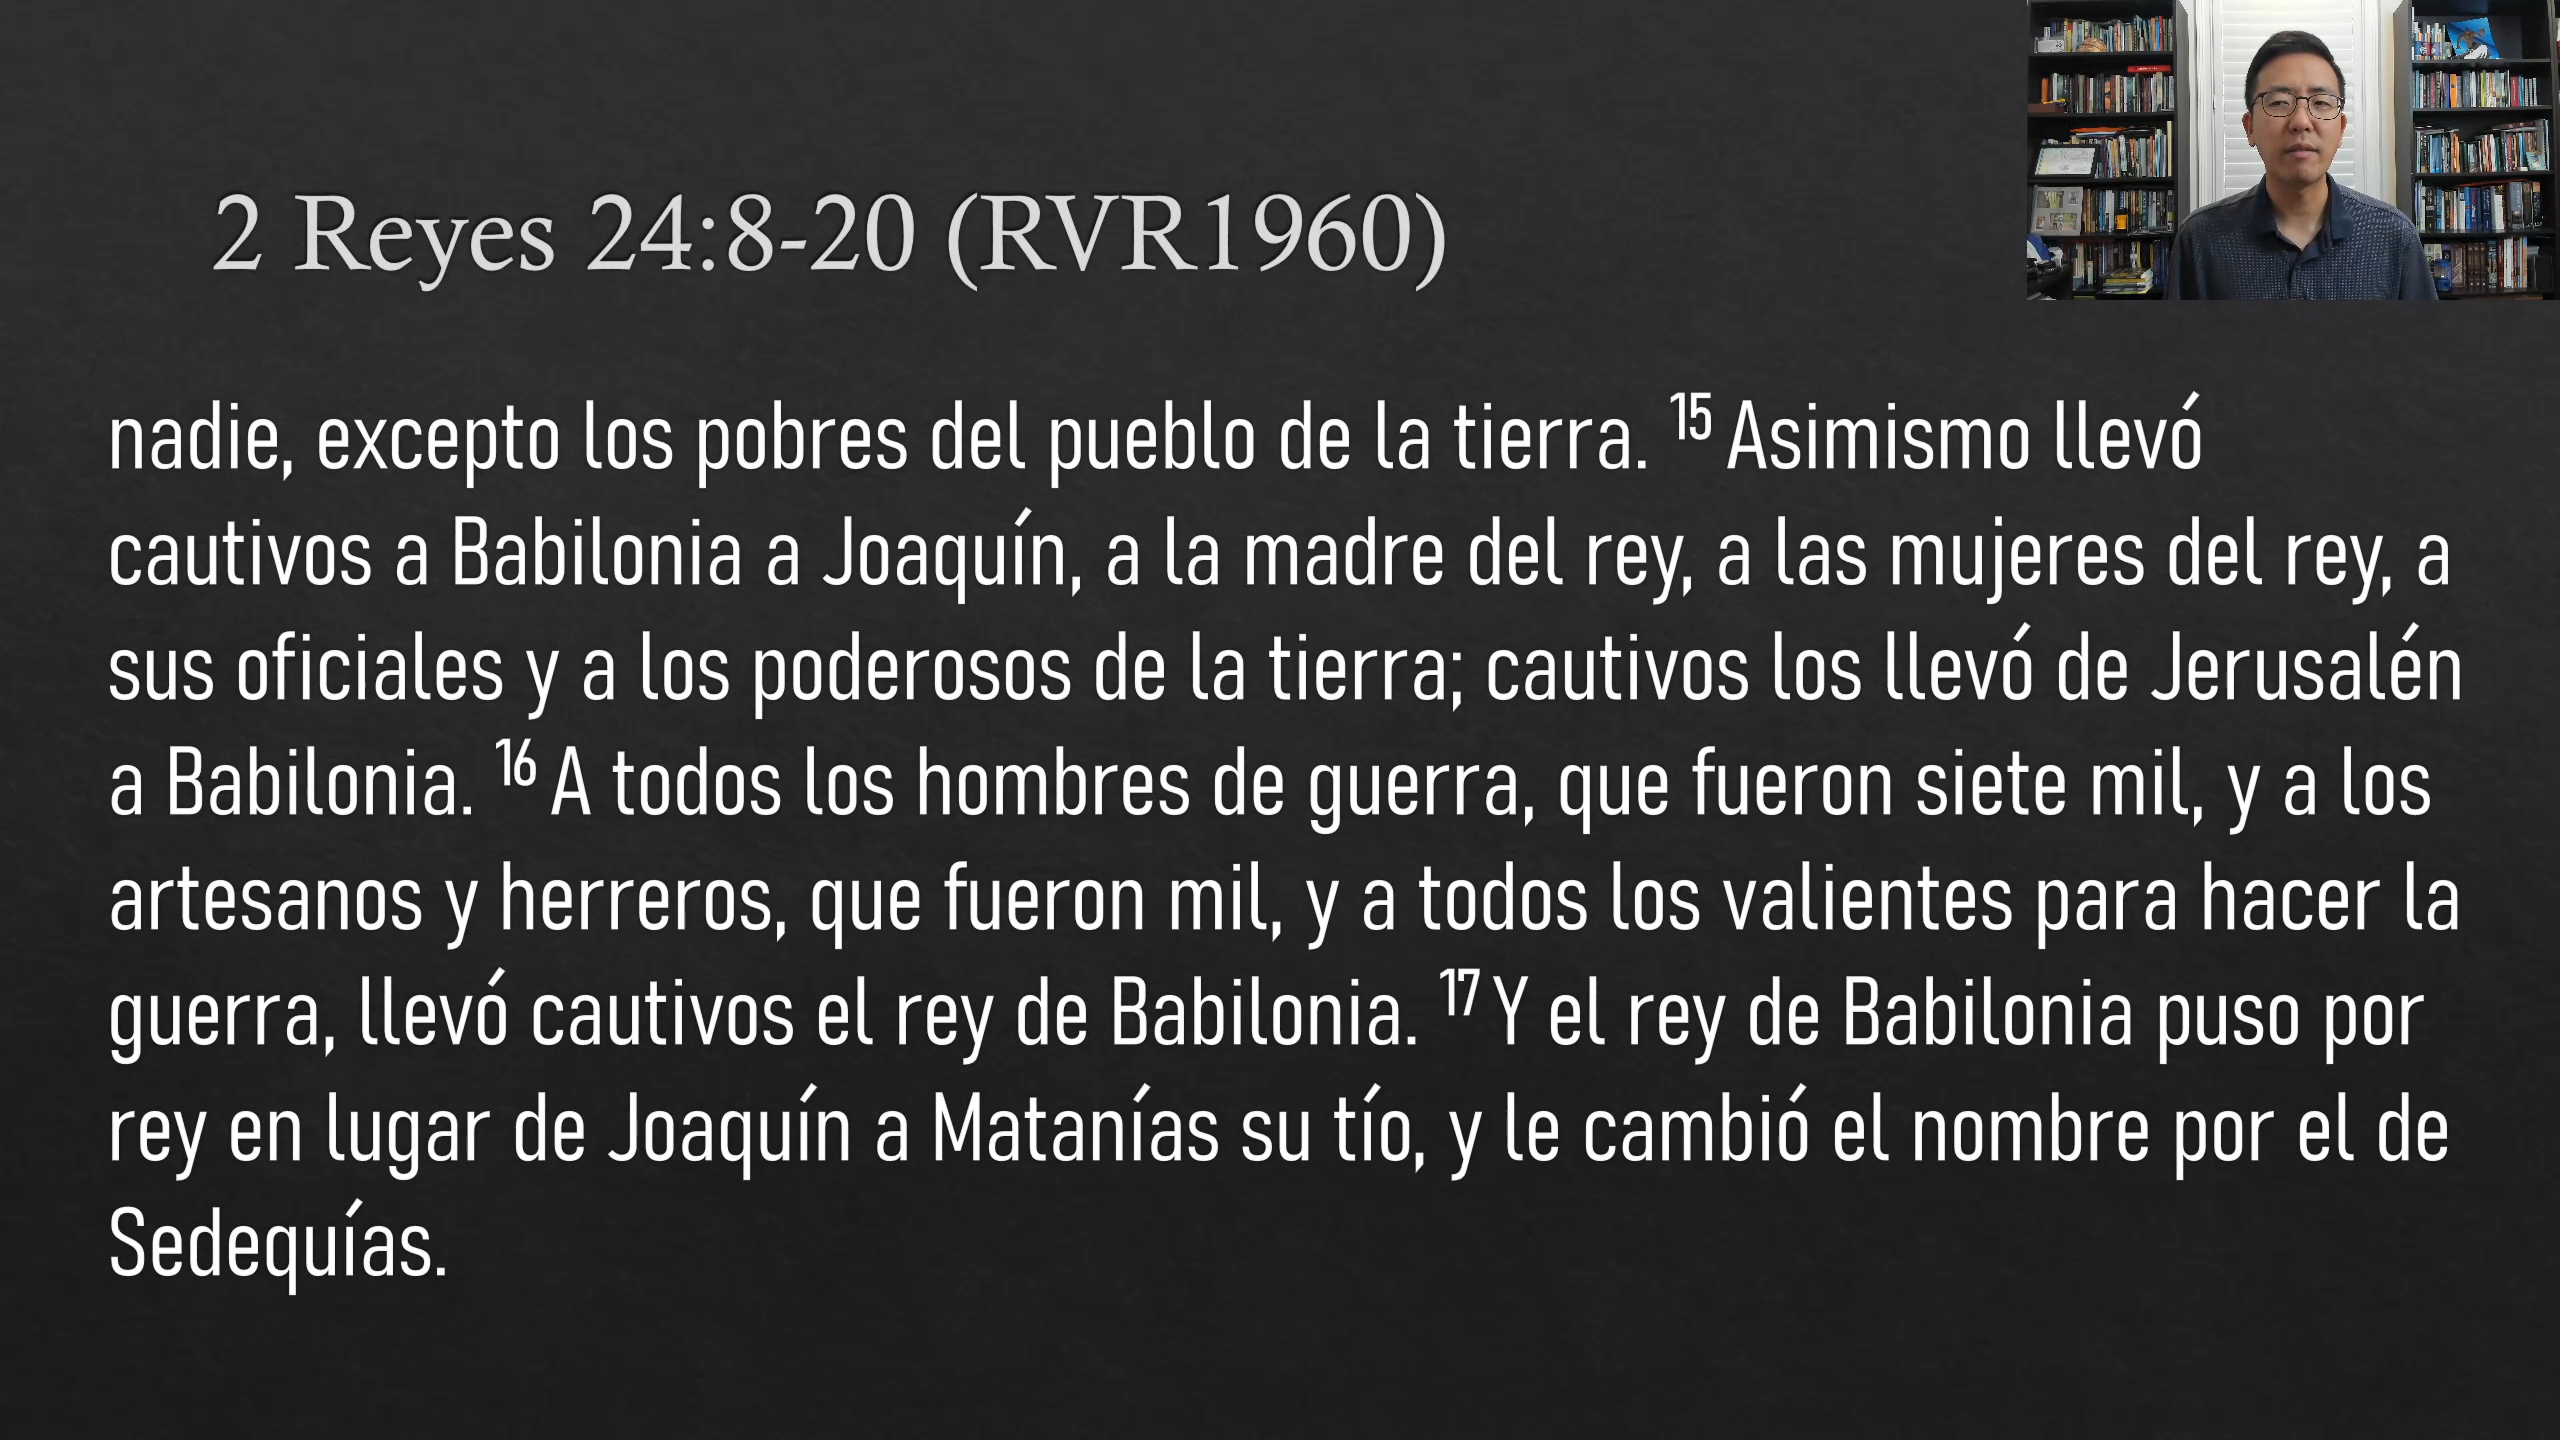 2 Reyes 24:8-20 (RVR1960)
nadie, excepto los pobres del pueblo de la tierra. 15 Asimismo llevó
cautivos a Babilonia a Joaquín, a la madre del rey, a las mujeres del rey, a
sus oficiales y a los poderosos de la tierra; cautivos los llevó de Jerusalén
a Babilonia. 16 A todos los hombres de guerra, que fueron siete mil, y a los
artesanos y herreros, que fueron mil, y a todos los valientes para hacer la
guerra, llevó cautivos el rey de Babilonia. 17 Y el rey de Babilonia puso por
rey en lugar de Joaquín a Matanías su tío, y le cambió el nombre por el de
Sedequías.